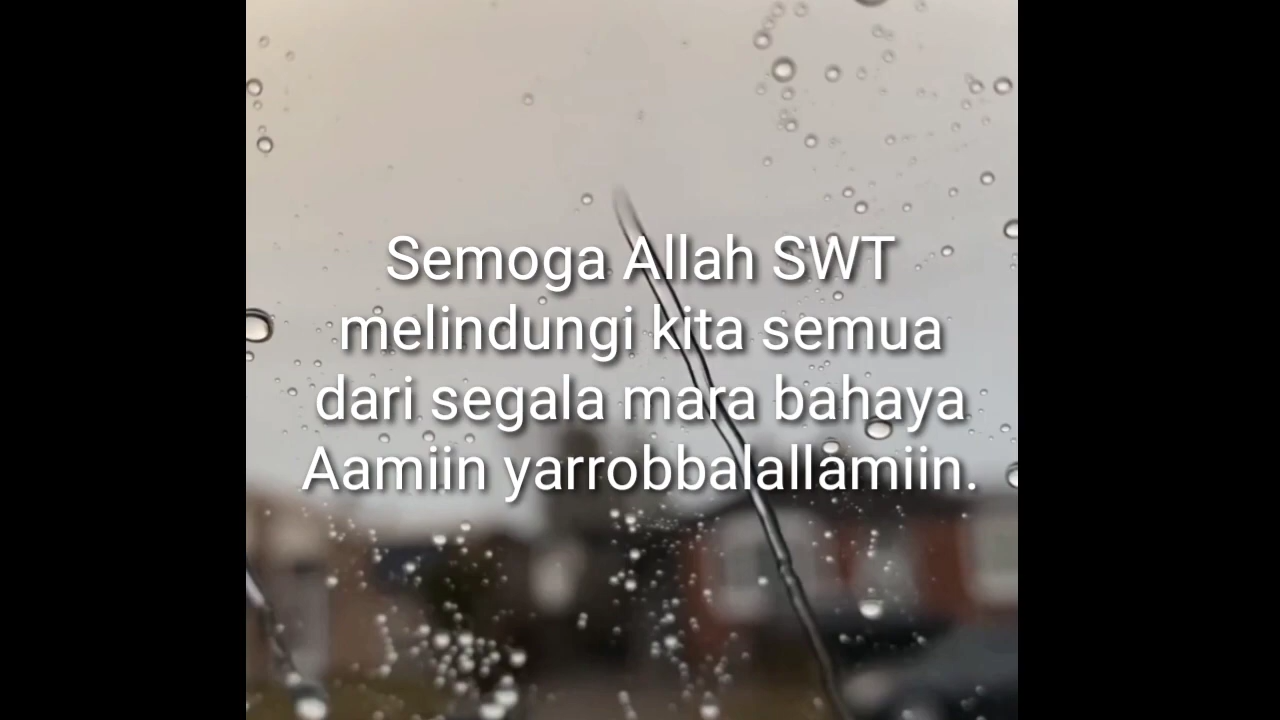 Semoga Allah SWT
melindungi kita semua
dari segala mara bahaya
Aamiin yarrobbalallamiin.